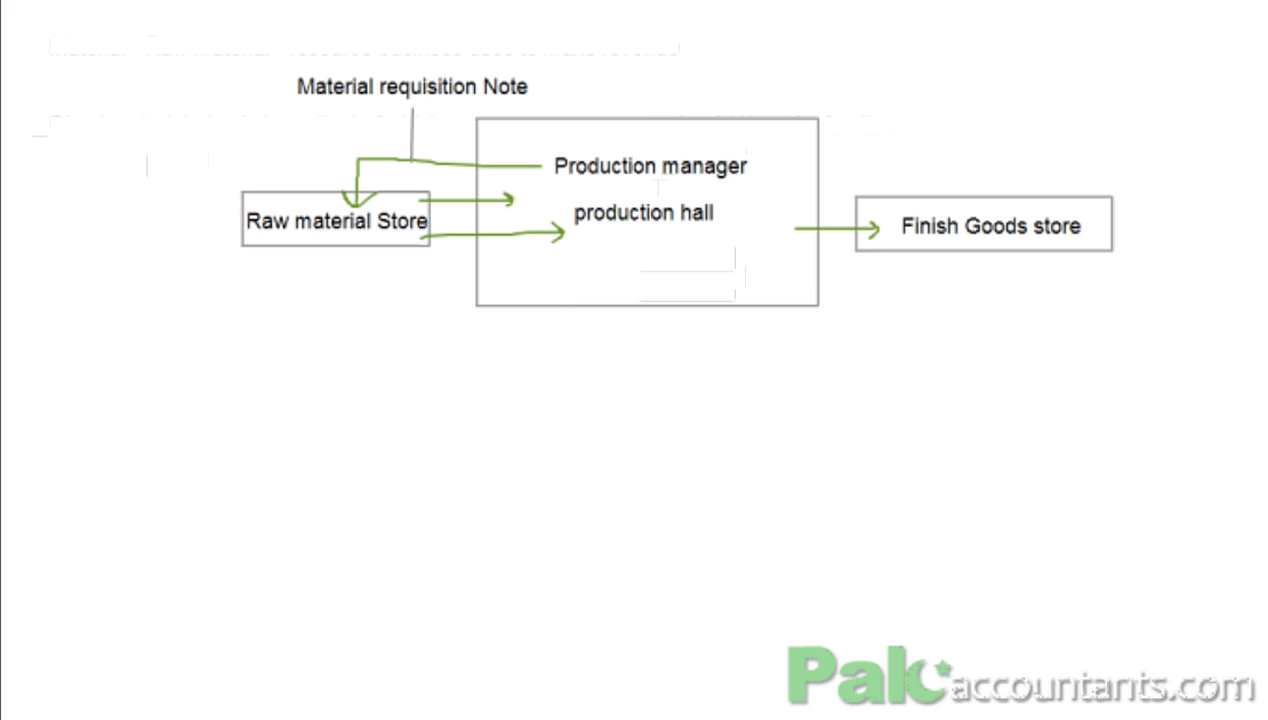 Material requisition Note
Production manager
production hall
Raw material Store
Finish Goods store
Pakaccountants.com